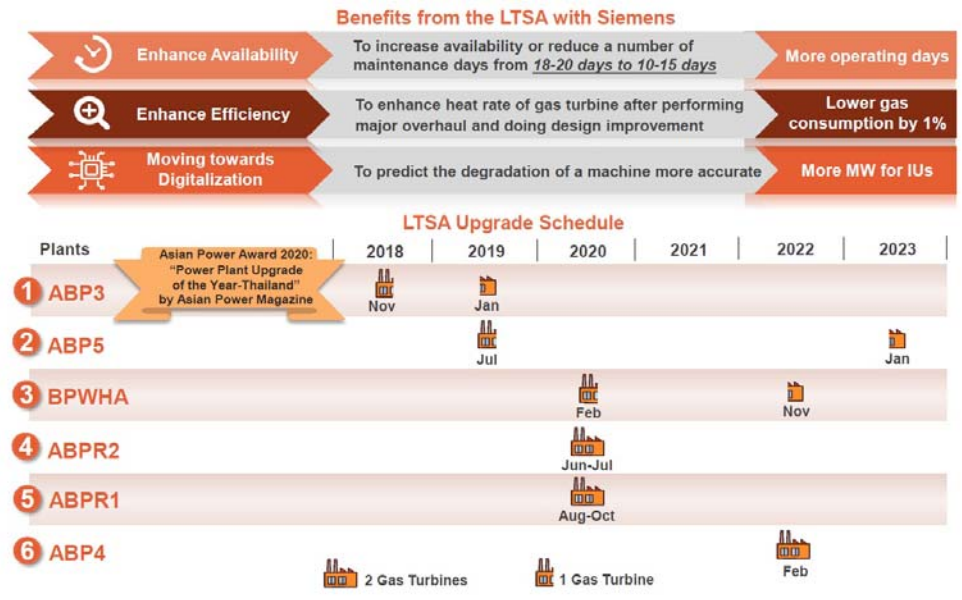 Benefits from the LTSA with Siemens
Enhance Availability
To increase availability or reduce a number of
maintenance days from 18-20 days to 10-15 days
More operating days
Enhance Efficiency
To enhance heat rate of gas turbine after performing
major overhaul and doing design improvement
Lower gas
consumption by 1%
Moving towards
Digitalization
To predict the degradation of a machine more accurate
More MW for IUs
LTSA Upgrade Schedule
Plants
Asian Power Award 2020:
“Power Plant Upgrade
of the Year-Thailand”
by Asian Power Magazine
2018
2019
2020
2021
2022
2023
1 ABP3
Nov
Jan
2 ABP5
Jul
Jan
3 BPWHA
Feb
Nov
4 ABPR2
Jun-Jul
5 ABPR1
Aug-Oct
6 ABP4
Feb
2 Gas Turbines
1 Gas Turbine